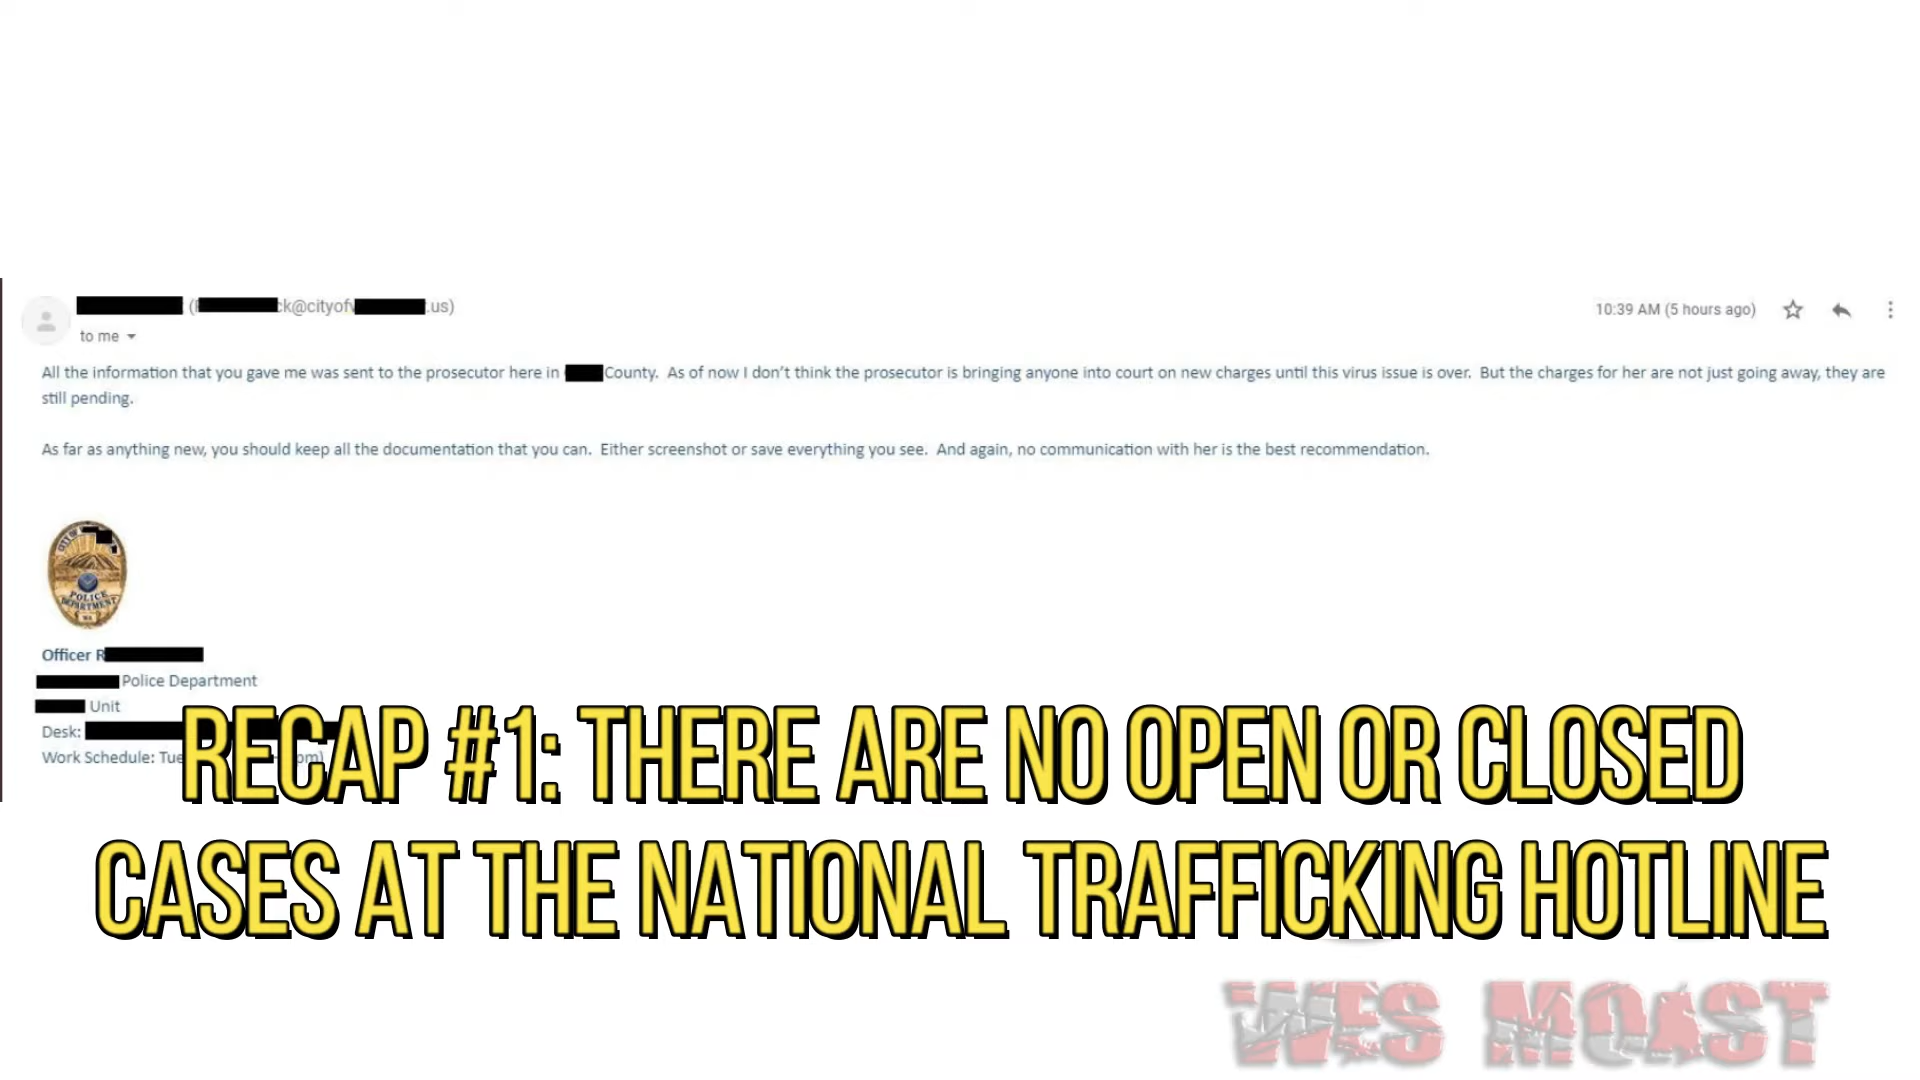 ck@cityof .us)
10:39 AM (5 hours ago)
to me
All the information that you gave me was sent to the prosecutor here in County. As of now I don't think the prosecutor is bringing anyone into court on new charges until this virus issue is over. But the charges for her are not just going away, they are
still pending.
As far as anything new, you should keep all the documentation that you can. Either screenshot or save everything you see. And again, no communication with her is the best recommendation.
POLICE
DEPARTMENT
Officer R
Police Department
Unit
Desk:
Work Schedule: Tue pm)
RECAP #1: THERE ARE NO OPEN OR CLOSED
CASES AT THE NATIONAL TRAFFICKING HOTLINE
WES MOAST